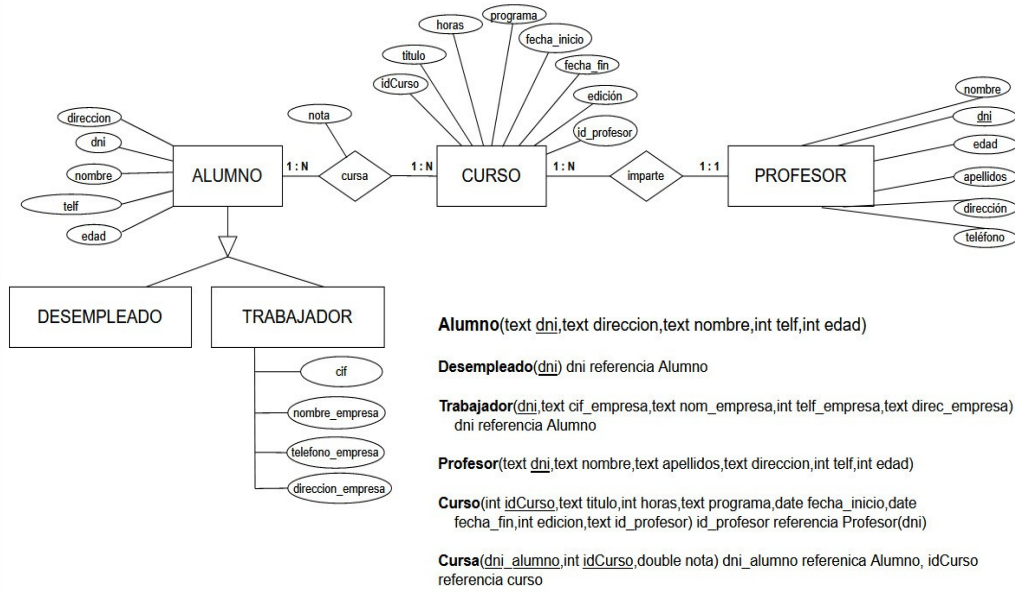 programa
horas
fecha_inicio
titulo
fecha_fin
idCurso
edición
id_profesor
nombre
dni
edad
apellidos
dirección
teléfono
direccion
dni
nombre
telf
edad
nota
ALUMNO
1 : N
cursa
1 : N
CURSO
1 : N
imparte
1 : 1
PROFESOR
DESEMPLEADO
TRABAJADOR
cif
nombre_empresa
telefono_empresa
direccion_empresa
Alumno(text dni,text direccion,text nombre,int telf,int edad)
Desempleado(dni) dni referencia Alumno
Trabajador(dni,text cif_empresa,text nom_empresa,int telf_empresa,text direc_empresa)
dni referencia Alumno
Profesor(text dni,text nombre,text apellidos,text direccion,int telf,int edad)
Curso(int idCurso,text titulo,int horas,text programa,date fecha_inicio,date
fecha_fin,int edicion,text id_profesor) id_profesor referencia Profesor(dni)
Cursa(dni_alumno,int idCurso,double nota) dni_alumno referenica Alumno, idCurso
referencia curso